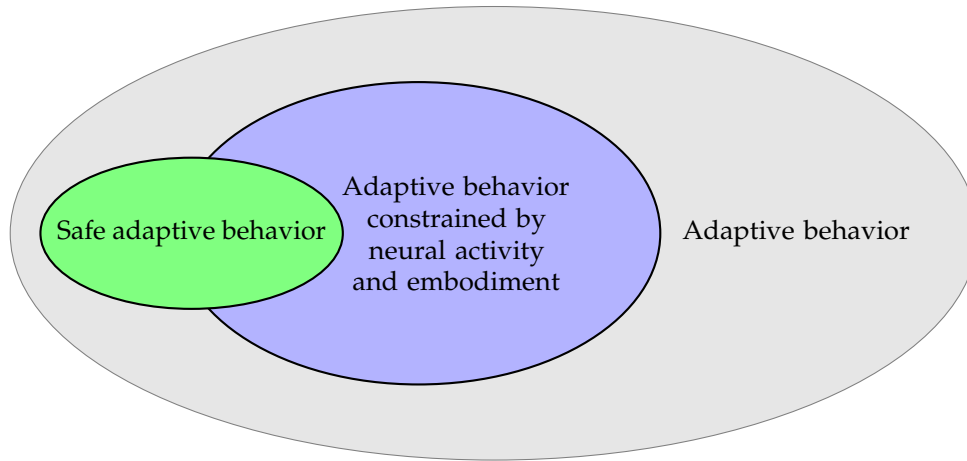 Safe adaptive behavior
Adaptive behavior
constrained by
neural activity
and embodiment
Adaptive behavior